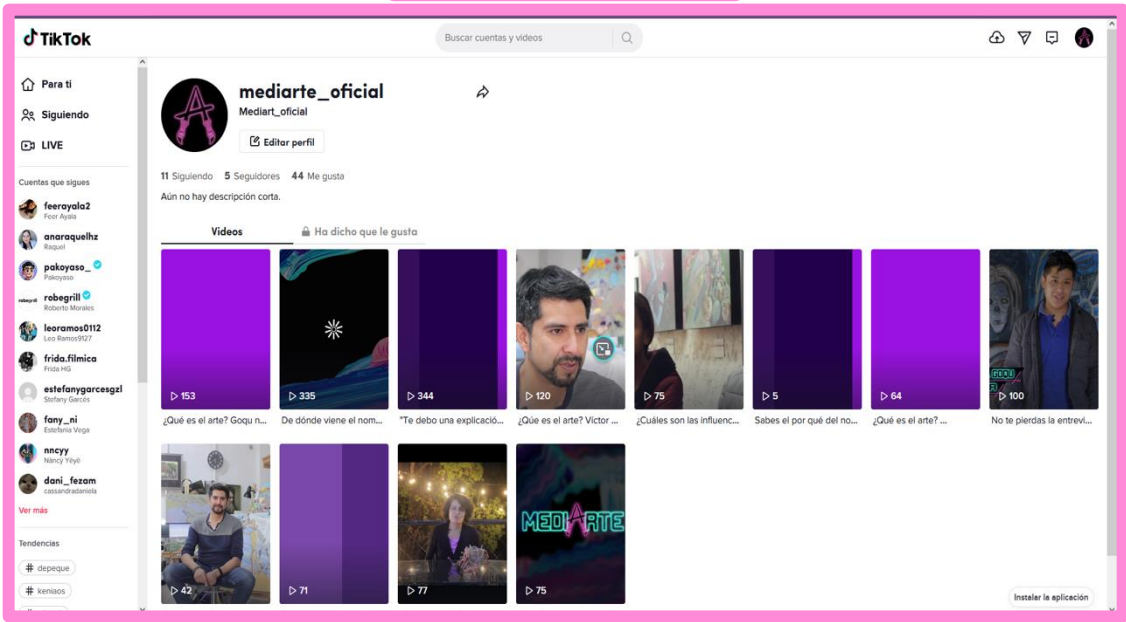 TikTok
Buscar cuentas y videos
Para ti
Siguiendo
LIVE
Cuentas que sigues
feerayala2
Feer Ayala
anaraquelhz
Raquel
pakoyaso_
Pakoyaso
robegrill
Roberto Morales
leoramos0112
Leo Ramos9127
frida.filmica
Frida HG
estefanygarcesgzl
Stefany Garcés
fany_ni
Estefania Vega
nncyy
Nancy Yèyè
dani_fezam
cassandradaniela
Ver más
Tendencias
# depeque
# keniaos
mediarte_oficial
Mediart_oficial
Editar perfil
11 Siguiendo 5 Seguidores 44 Me gusta
Aún no hay descripción corta.
Videos Ha dicho que le gusta
153 335 344 120 75 5 64 100
¿Qué es el arte? Goqu n... De dónde viene el nom... "Te debo una explicació... ¿Qúe es el arte? Víctor ... ¿Cuáles son las influenc... Sabes el por qué del no... ¿Qué es el arte? ... No te pierdas la entrevi...
GOQU
MEDIARTE
42 71 77 75
Instalar la aplicación